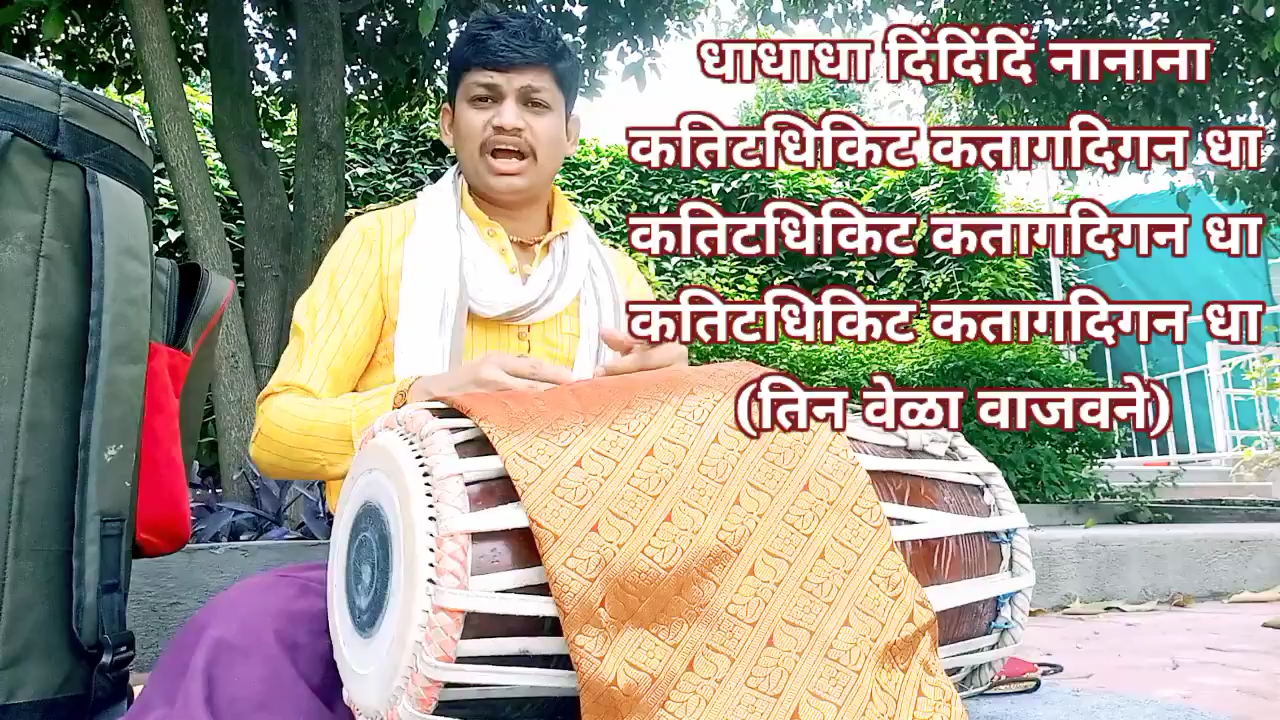 धाधाधा दिंदिंदिं नानाना
कतिटधिकिट कतागदिगन धा
कतिटधिकिट कतागदिगन धा
कतिटधिकिट कतागदिगन धा
(तिन वेळा वाजवने)